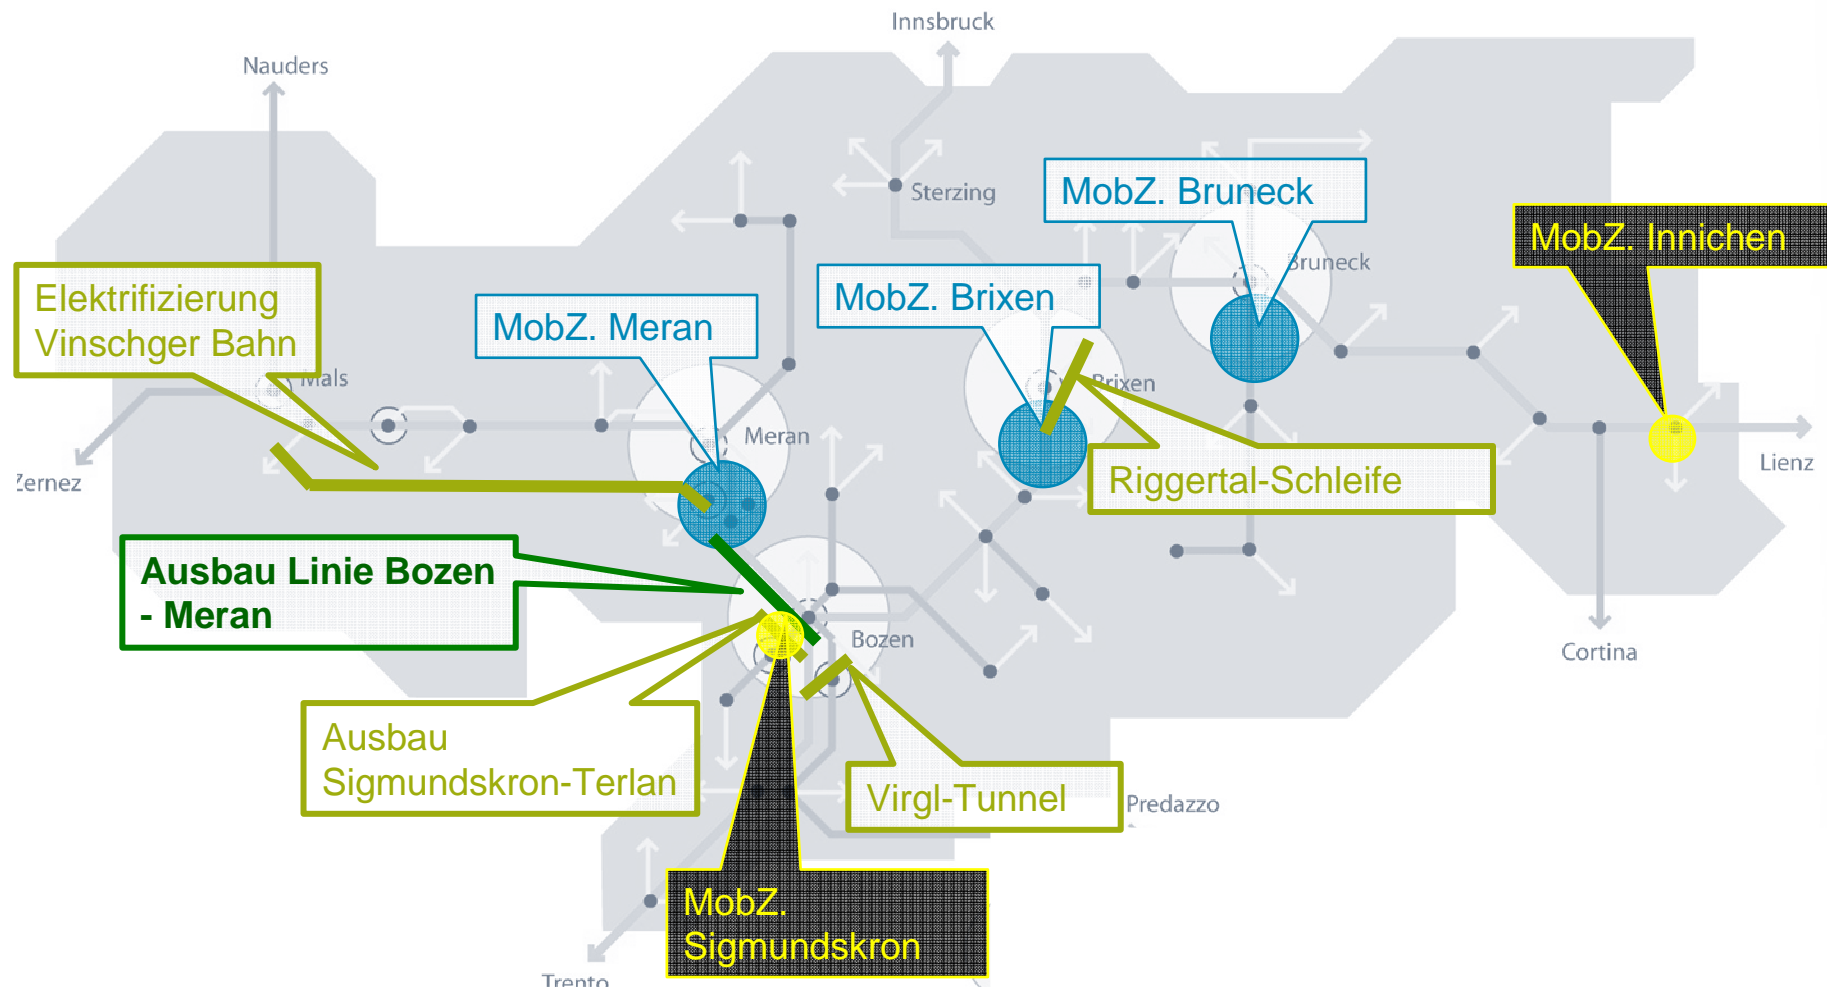 Innsbruck
Nauders
Sterzing
MobZ. Bruneck
MobZ. Innichen
Bruneck
Elektrifizierung
Vinschger Bahn
MobZ. Meran
MobZ. Brixen
Mals
Brixen
Meran
Zernez
Lienz
Riggertal-Schleife
Ausbau Linie Bozen
- Meran
Bozen
Cortina
Ausbau
Sigmundskron-Terlan
Virgl-Tunnel
Predazzo
MobZ.
Sigmundskron
Trento